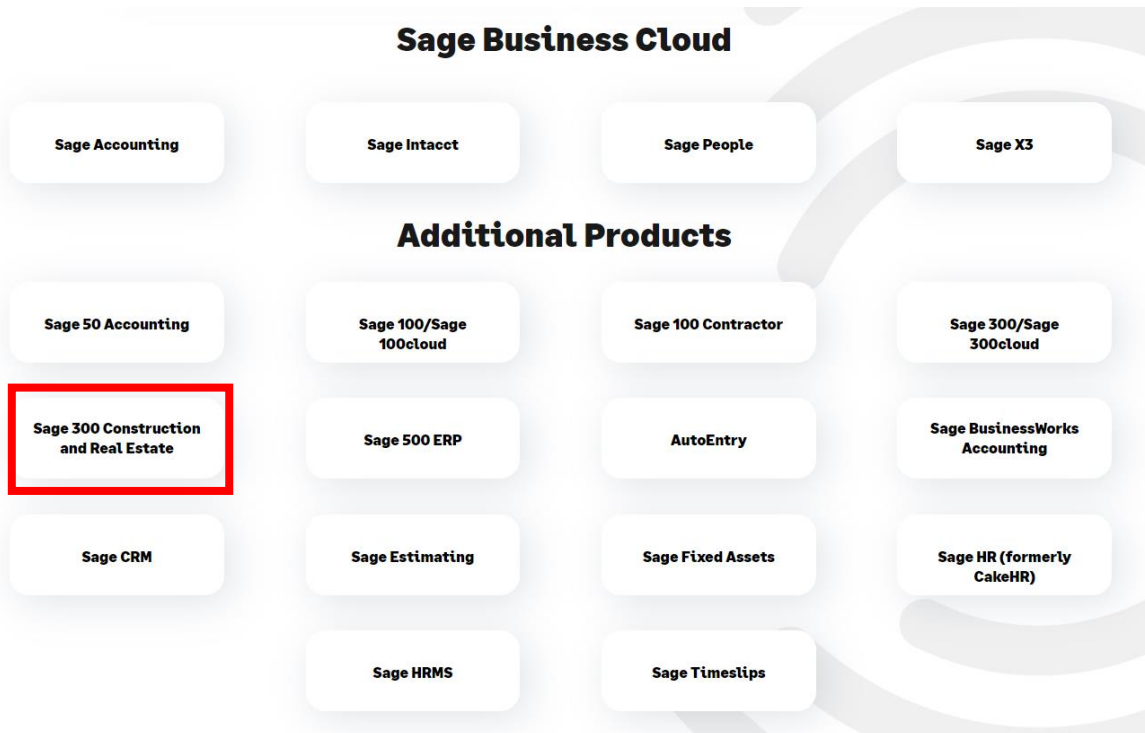 Sage Business Cloud
Sage Accounting
Sage Intacct
Sage People
Sage X3
Additional Products
Sage 50 Accounting
Sage 100/Sage
100cloud
Sage 100 Contractor
Sage 300/Sage
300cloud
Sage 300 Construction
and Real Estate
Sage 500 ERP
AutoEntry
Sage BusinessWorks
Accounting
Sage CRM
Sage Estimating
Sage Fixed Assets
Sage HR (formerly
CakeHR)
Sage HRMS
Sage Timeslips